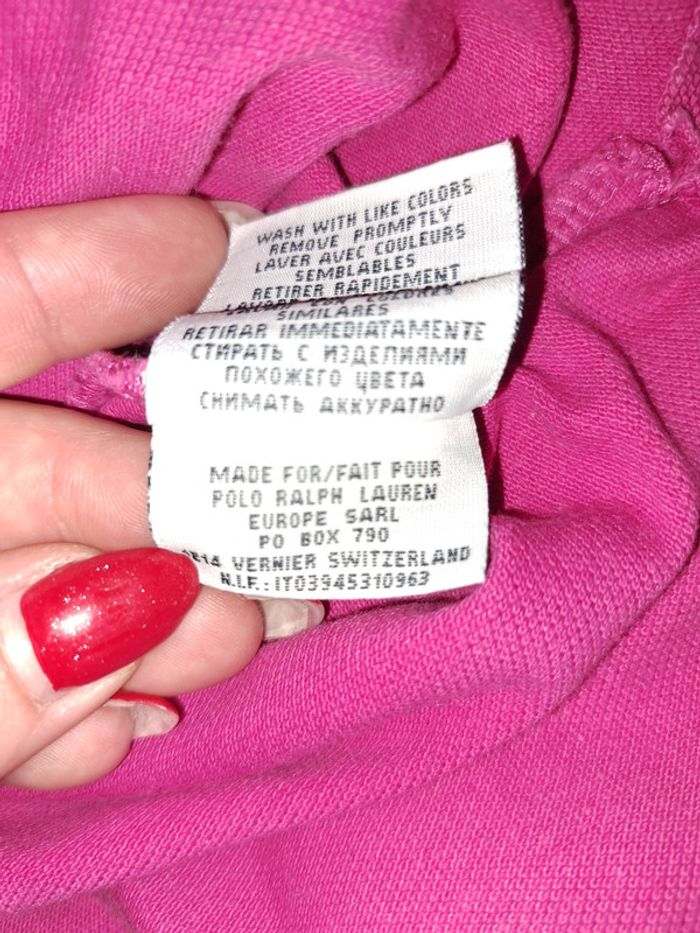 WASH WITH LIKE COLORS
REMOVE PROMPTLY
LAVER AVEC COULEURS
SEMBLABLES
RETIRER RAPIDEMENT
SIMILARES
RETIRAR IMMEDIATAMENTE
СТИРАТЬ С ИЗДЕЛИЯМИ
ПОХОЖЕГО ЦВЕТА
СНИМАТЬ АККУРАТНО
MADE FOR/FAIT POUR
POLO RALPH LAUREN
EUROPE SARL
PO BOX 790
VERNIER SWITZERLAND
N.I.F.: IT03945310963